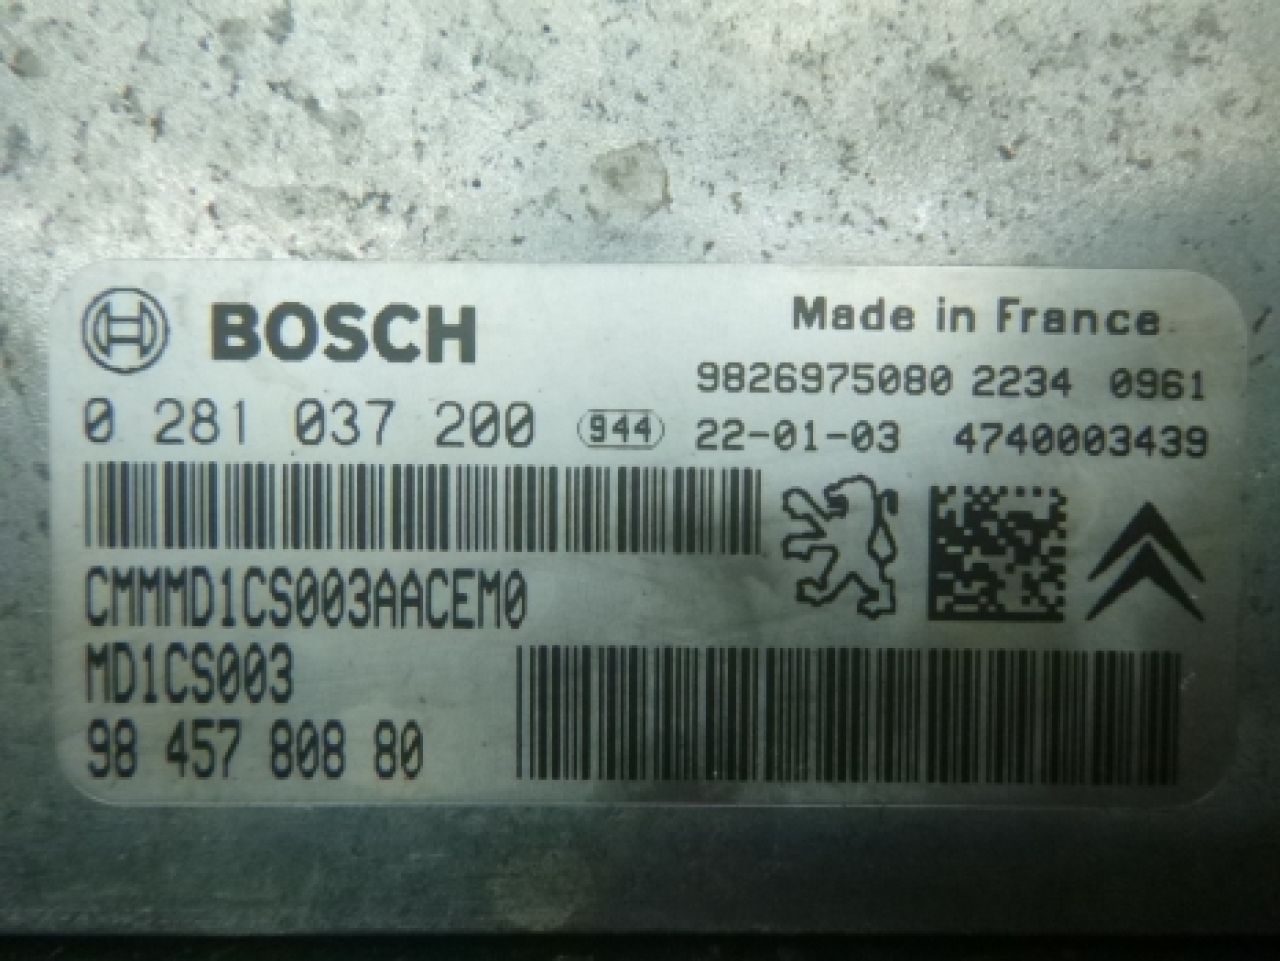 BOSCH
Made in France
9826975080 2234 0961
0 281 037 200 944 22-01-03 4740003439
CMMMD1CS003AACEM0
MD1CS003
98 457 808 80